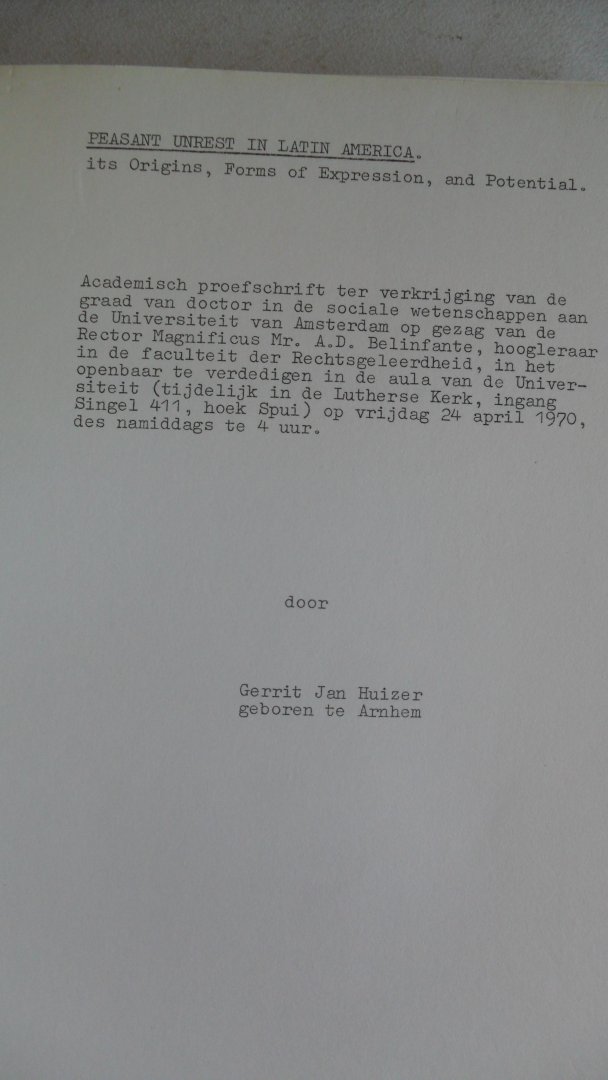 PEASANT UNREST IN LATIN AMERICA.
its Origins, Forms of Expression, and Potential.
Academisch proefschrift ter verkrijging van de
graad van doctor in de sociale wetenschappen aan
de Universiteit van Amsterdam op gezag van de
Rector Magnificus Mr. A.D. Belinfante, hoogleraar
in de faculteit der Rechtsgeleerdheid, in het
openbaar te verdedigen in de aula van de Univer-
siteit (tijdelijk in de Lutherse Kerk, ingang
Singel 411, hoek Spui) op vrijdag 24 april 1970,
des namiddags te 4 uur.
door
Gerrit Jan Huizer
geboren te Arnhem